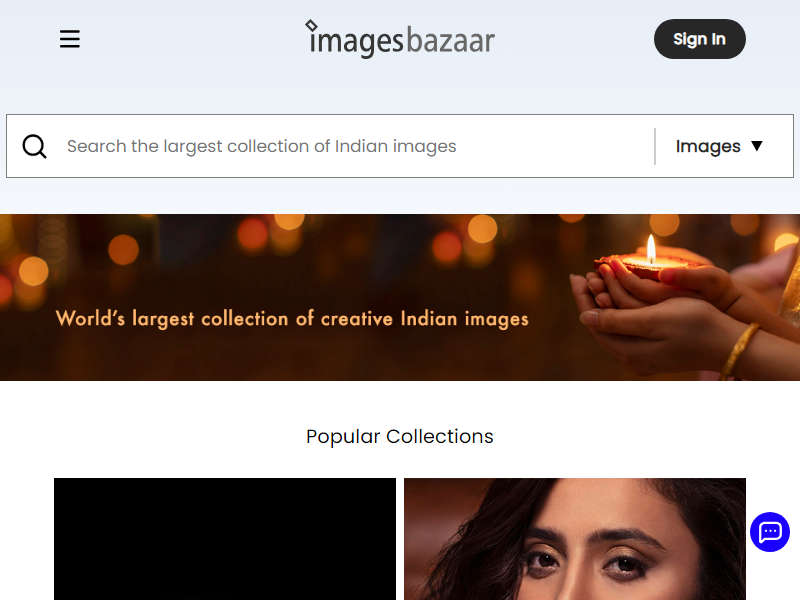 imagesbazaar
Sign In
Search the largest collection of Indian images
Images
World's largest collection of creative Indian images
Popular Collections